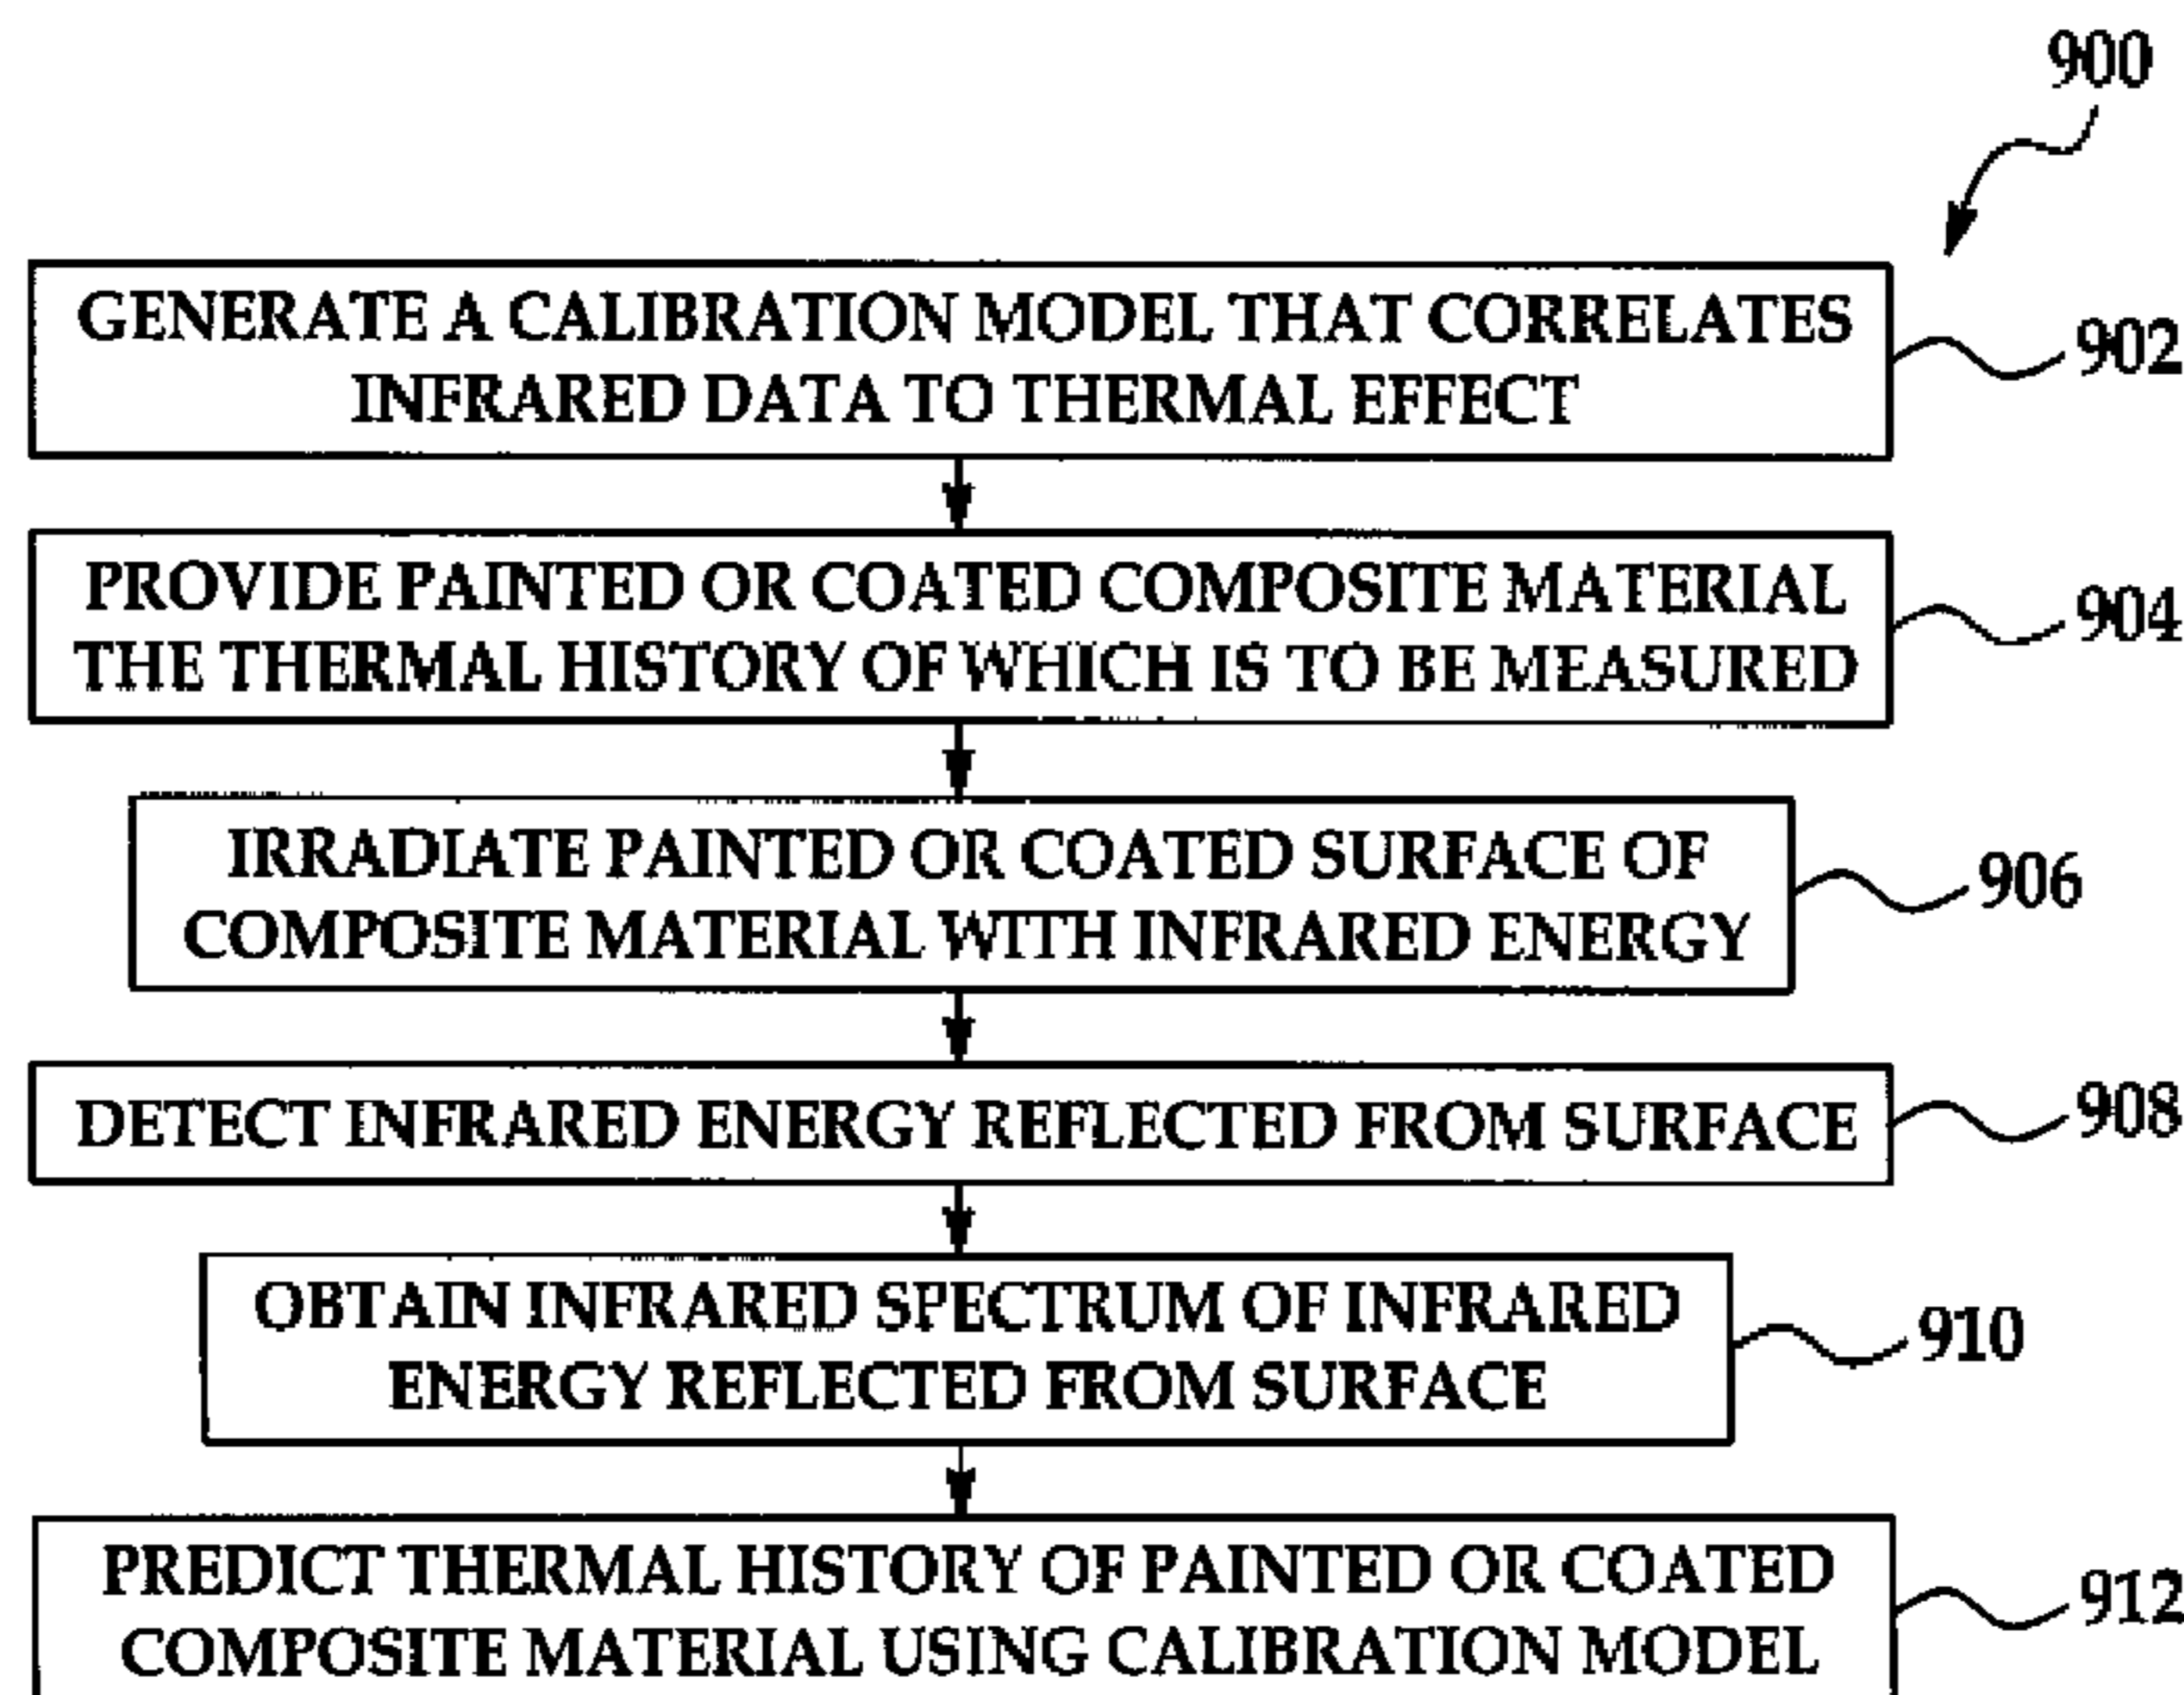 900
GENERATE A CALIBRATION MODEL THAT CORRELATES
INFRARED DATA TO THERMAL EFFECT
902
PROVIDE PAINTED OR COATED COMPOSITE MATERIAL
THE THERMAL HISTORY OF WHICH IS TO BE MEASURED
904
IRRADIATE PAINTED OR COATED SURFACE OF
COMPOSITE MATERIAL WITH INFRARED ENERGY
906
DETECT INFRARED ENERGY REFLECTED FROM SURFACE
908
OBTAIN INFRARED SPECTRUM OF INFRARED
ENERGY REFLECTED FROM SURFACE
910
PREDICT THERMAL HISTORY OF PAINTED OR COATED
COMPOSITE MATERIAL USING CALIBRATION MODEL
912